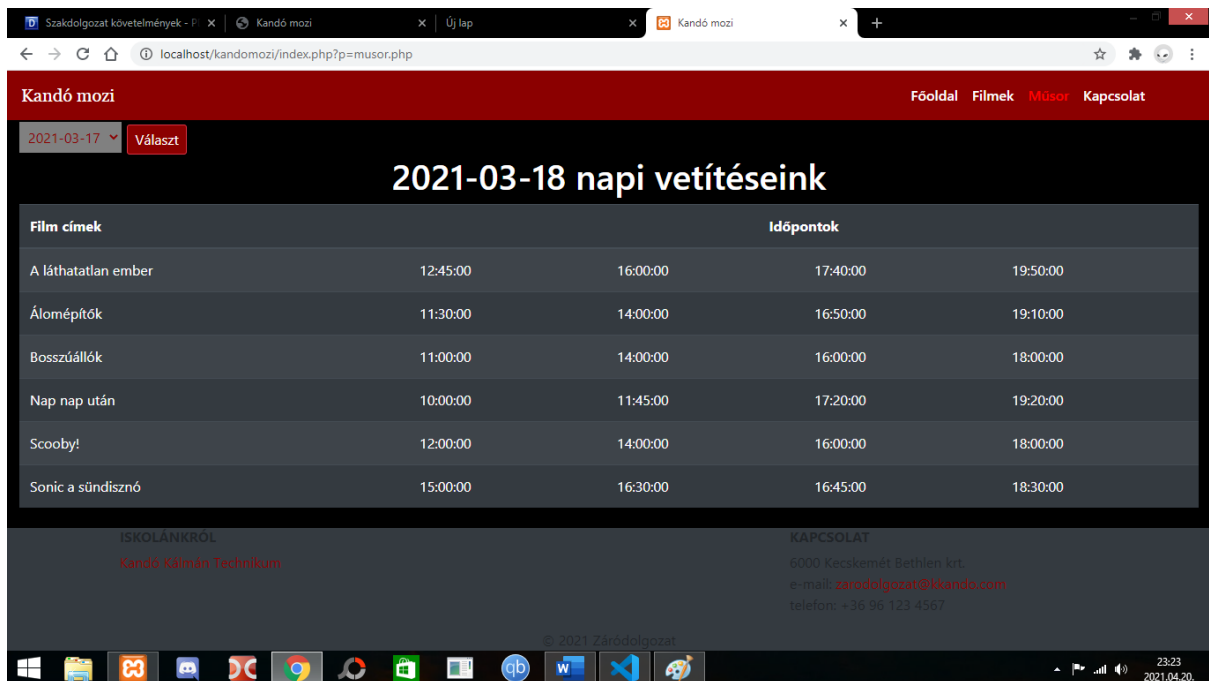 Szakdolgozat követelmények - P
Kandó mozi
Új lap
Kandó mozi
localhost/kandomozi/index.php?p=musor.php
Kandó mozi
Főoldal Filmek Műsor Kapcsolat
2021-03-17 Választ
2021-03-18 napi vetítéseink
Film címek Időpontok
A láthatatlan ember 12:45:00 16:00:00 17:40:00 19:50:00
Álomépítők 11:30:00 14:00:00 16:50:00 19:10:00
Bosszúállók 11:00:00 14:00:00 16:00:00 18:00:00
Nap nap után 10:00:00 11:45:00 17:20:00 19:20:00
Scooby! 12:00:00 14:00:00 16:00:00 18:00:00
Sonic a sündisznó 15:00:00 16:30:00 16:45:00 18:30:00
ISKOLÁNKRÓL
Kandó Kálmán Technikum
KAPCSOLAT
6000 Kecskemét Bethlen krt.
e-mail: zarodolgozat@kkando.com
telefon: +36 96 123 4567
© 2021 Záródolgozat
qb
23:23
2021.04.20.